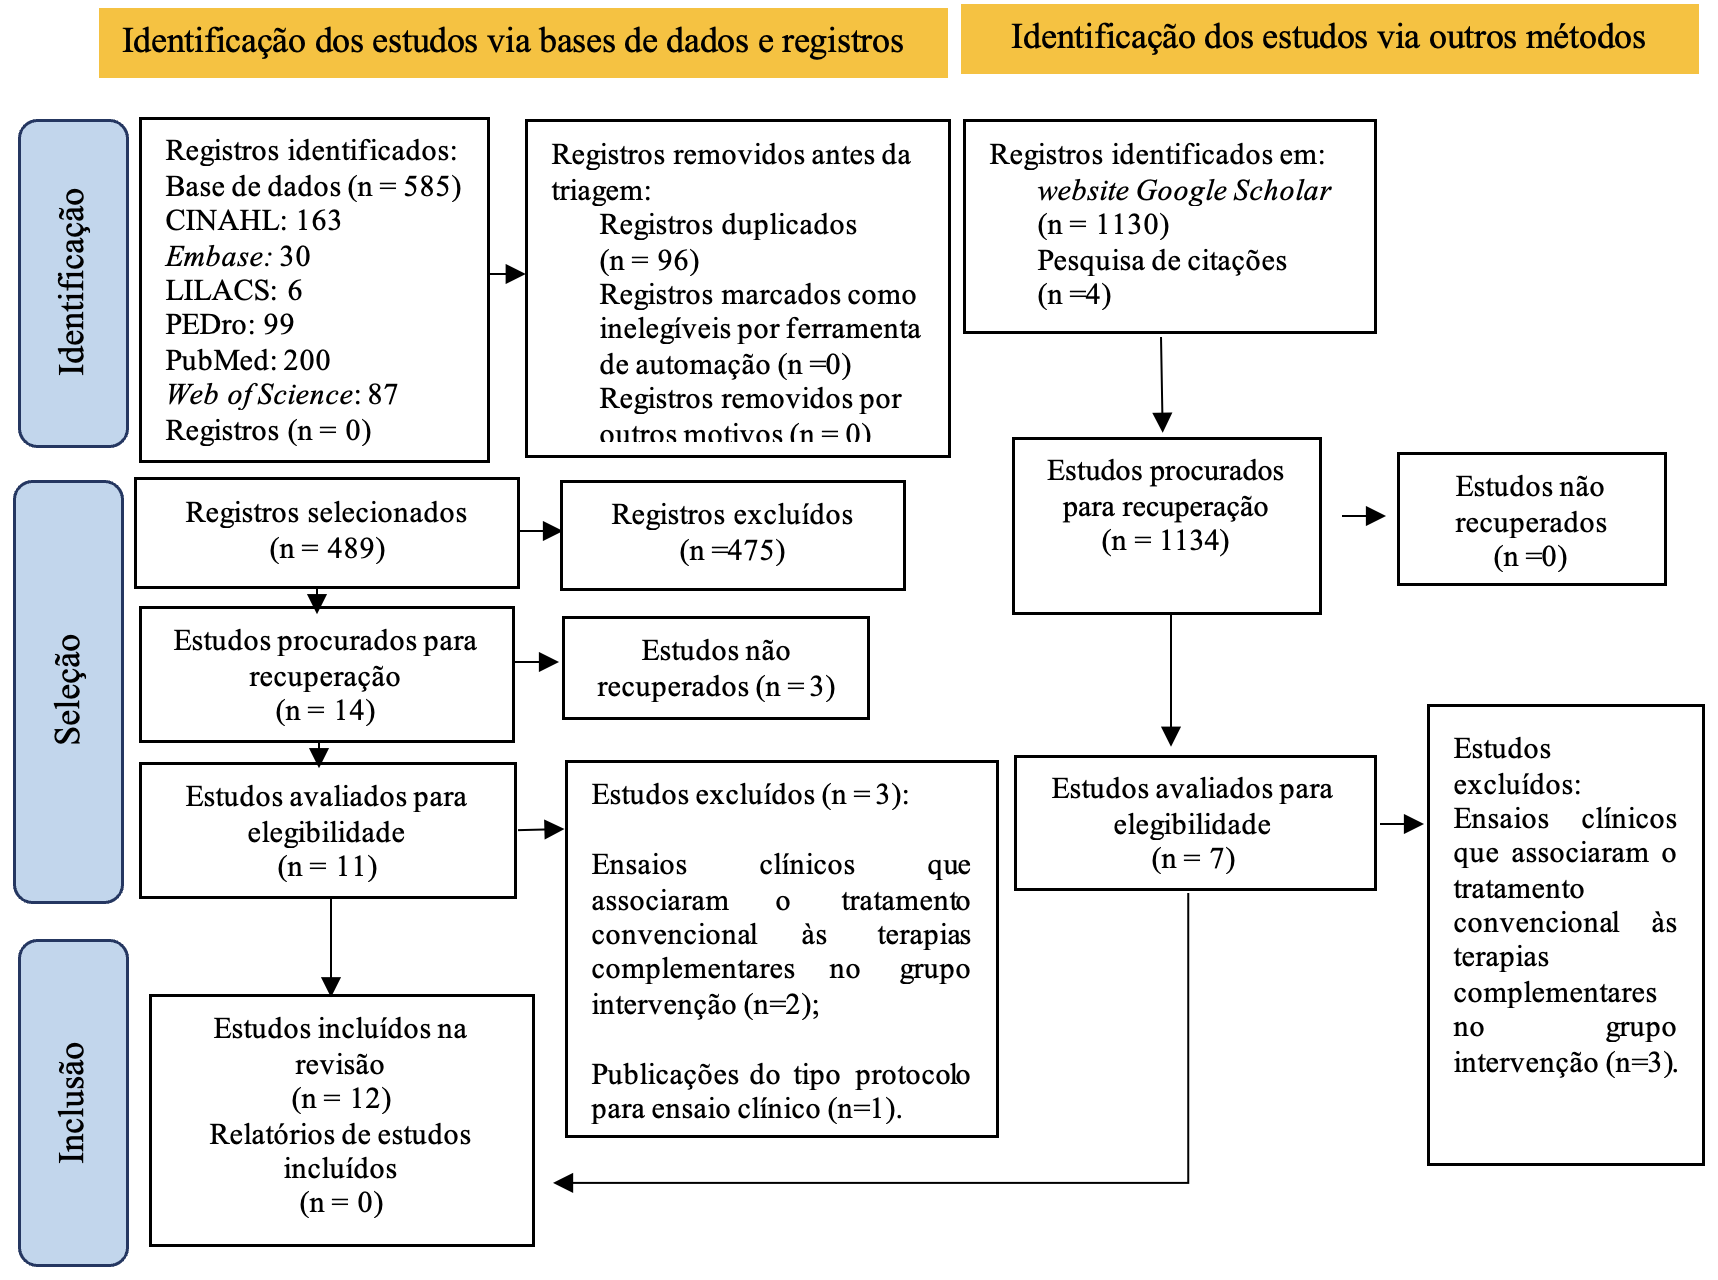 Identificação dos estudos via bases de dados e registros
Identificação dos estudos via outros métodos
Identificação
Registros identificados:
Base de dados (n = 585)
CINAHL: 163
Embase: 30
LILACS: 6
PEDro: 99
PubMed: 200
Web of Science: 87
Registros (n = 0)
Registros removidos antes da
triagem:
Registros duplicados
(n = 96)
Registros marcados como
inelegíveis por ferramenta
de automação (n =0)
Registros removidos por
outros motivos (n = 0)
Registros identificados em:
website Google Scholar
(n = 1130)
Pesquisa de citações
(n =4)
Seleção
Registros selecionados
(n = 489)
Registros excluídos
(n =475)
Estudos procurados para
recuperação
(n = 14)
Estudos não
recuperados (n = 3)
Estudos avaliados para
elegibilidade
(n = 11)
Estudos excluídos (n = 3):
Ensaios clínicos que
associaram o tratamento
convencional às terapias
complementares no grupo
intervenção (n=2);
Publicações do tipo protocolo
para ensaio clínico (n=1).
Estudos procurados
para recuperação
(n = 1134)
Estudos não
recuperados
(n =0)
Estudos avaliados para
elegibilidade
(n = 7)
Estudos
excluídos:
Ensaios clínicos
que associaram o
tratamento
convencional às
terapias
complementares
no grupo
intervenção (n=3).
Inclusão
Estudos incluídos na
revisão
(n = 12)
Relatórios de estudos
incluídos
(n = 0)